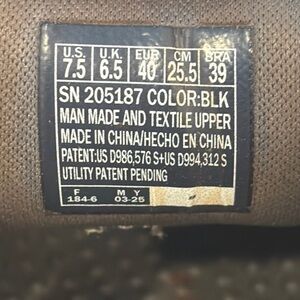 U.S. U.K. EUR CM BRA
7.5 6.5 40 25.5 39
SN 205187 COLOR:BLK
MAN MADE AND TEXTILE UPPER
MADE IN CHINA/HECHO EN CHINA
PATENT:US D986,576 S+US D994,312 S
UTILITY PATENT PENDING
F M Y
184-6 03-25